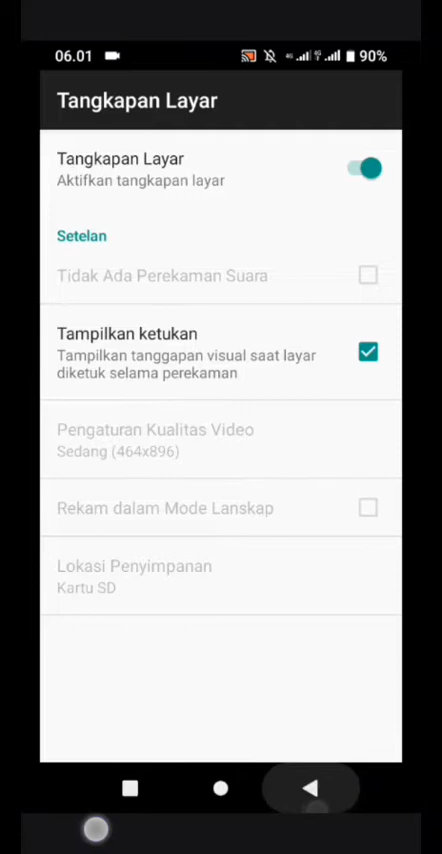 06.01
90%
Tangkapan Layar
Tangkapan Layar
Aktifkan tangkapan layar
Setelan
Tidak Ada Perekaman Suara
Tampilkan ketukan
Tampilkan tanggapan visual saat layar
diketuk selama perekaman
Pengaturan Kualitas Video
Sedang (464x896)
Rekam dalam Mode Lanskap
Lokasi Penyimpanan
Kartu SD